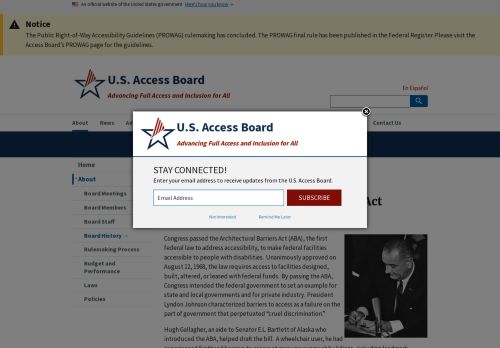 An official website of the United States government Here's how you know
Notice
The Public Right-of-Way Accessibility Guidelines (PROWAG) rulemaking has concluded. The PROWAG final rule has been published in the Federal Register. Please visit the
Access Board's PROWAG page for the guidelines.
U.S. Access Board
Advancing Full Access and Inclusion for All
En Español
About
News
Contact Us
U.S. Access Board
Advancing Full Access and Inclusion for All
STAY CONNECTED!
Enter your email address to receive updates from the U.S. Access Board.
Email Address
SUBSCRIBE
Not Interested
Remind Me Later
Home
About
Board Meetings
Board Members
Board Staff
Board History
Rulemaking Process
Budget and
Performance
Laws
Policies
Act
Congress passed the Architectural Barriers Act (ABA), the first
federal law to address accessibility, to make federal facilities
accessible to people with disabilities. Unanimously approved on
August 12, 1968, the law requires access to facilities designed,
built, altered, or leased with federal funds. By passing the ABA,
Congress intended the federal government to set an example for
state and local governments and for private industry. President
Lyndon Johnson characterized barriers to access as a failure on the
part of government that perpetuated "cruel discrimination."
Hugh Gallagher, an aide to Senator E.L. Bartlett of Alaska who
introduced the ABA, helped draft the bill. A wheelchair user, he had